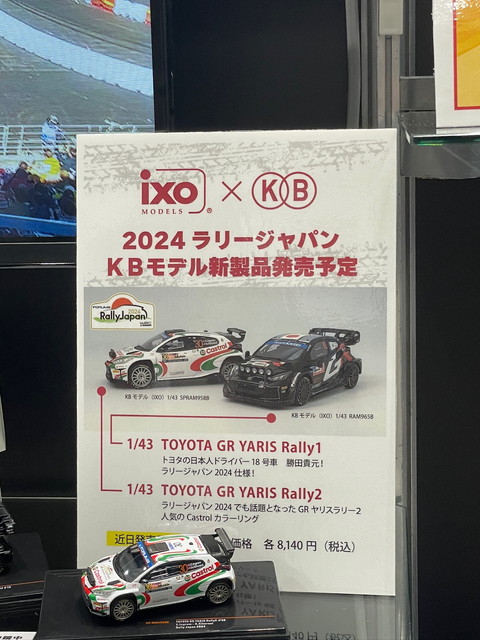 ixo
MODELS ®
×
KB
2024 ラリージャパン
KBモデル新製品発売予定
2024
RallyJapan
30
Castrol
KB モデル（IXO）1/43 SPRAM958B
KB モデル（IXO）1/43 RAM965B
1/43 TOYOTA GR YARIS Rally1
トヨタの日本人ドライバー 18 号車 勝田貴元！
ラリージャパン 2024 仕様！
1/43 TOYOTA GR YARIS Rally2
ラリージャパン 2024 でも話題となった GR ヤリスラリー2
人気の Castrol カラーリング
近日発売
価格 各 8,140 円（税込）
30
Castrol